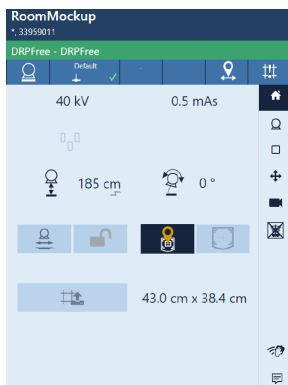 RoomMockup
*, 33959011
DRPFree - DRPFree
Default
40 kV
0.5 mAs
185 cm
0 °
43.0 cm x 38.4 cm